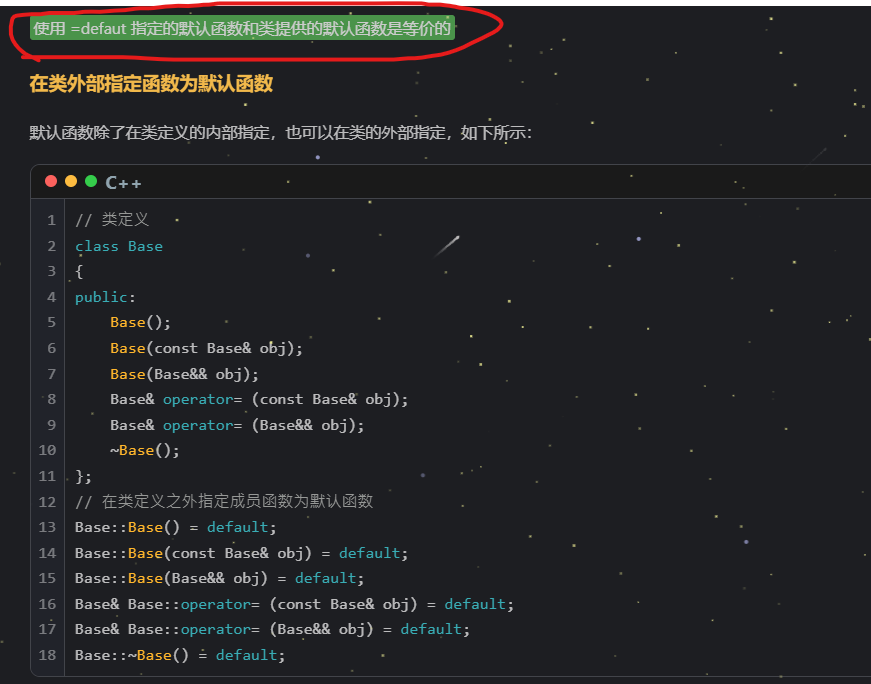 使用 =defaut 指定的默认函数和类提供的默认函数是等价的
在类外部指定函数为默认函数
默认函数除了在类定义的内部指定，也可以在类的外部指定，如下所示：
C++
1 // 类定义
2 class Base
3 {
4 public:
5     Base();
6     Base(const Base& obj);
7     Base(Base&& obj);
8     Base& operator= (const Base& obj);
9     Base& operator= (Base&& obj);
10     ~Base();
11 };
12 // 在类定义之外指定成员函数为默认函数
13 Base::Base() = default;
14 Base::Base(const Base& obj) = default;
15 Base::Base(Base&& obj) = default;
16 Base& Base::operator= (const Base& obj) = default;
17 Base& Base::operator= (Base&& obj) = default;
18 Base::~Base() = default;